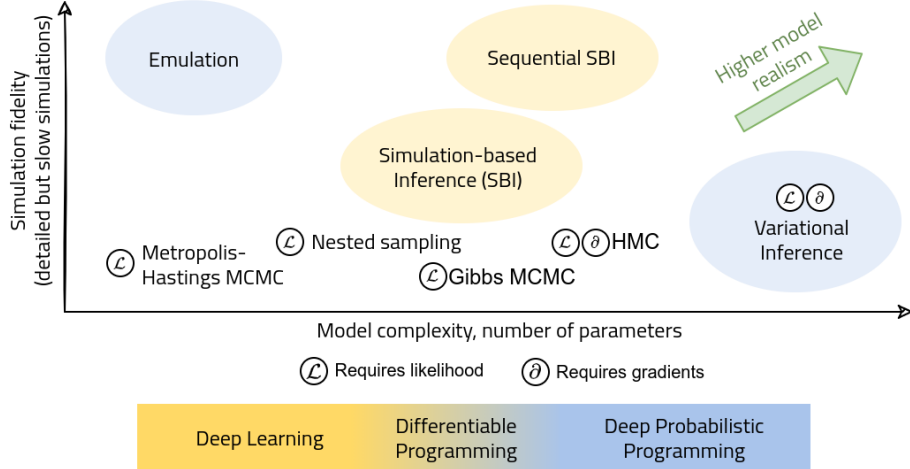 Simulation fidelity
(detailed but slow simulations)
Emulation
Sequential SBI
Higher model
realism
Simulation-based
Inference (SBI)
ℒ ∂
Variational
Inference
ℒ Metropolis-
Hastings MCMC
ℒ Nested sampling
ℒ Gibbs MCMC
ℒ ∂ HMC
Model complexity, number of parameters
ℒ Requires likelihood
∂ Requires gradients
Deep Learning
Differentiable
Programming
Deep Probabilistic
Programming